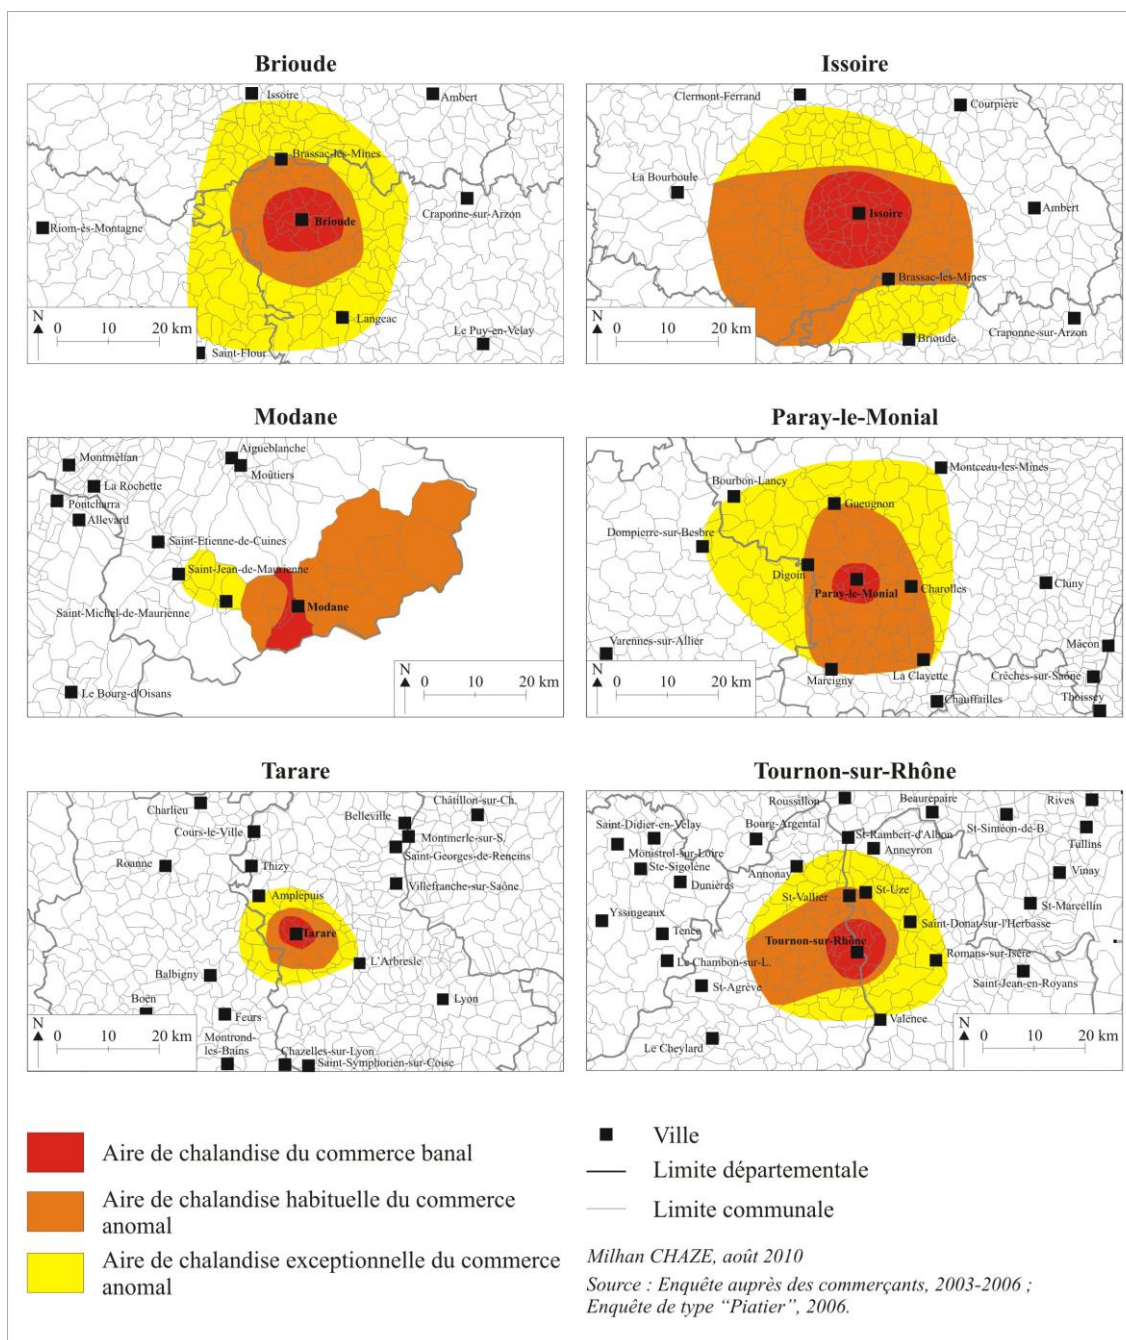 Brioude
Issoire
Ambert
Brassac-les-Mines
Craponne-sur-Arzon
Riom-ès-Montagne
Brioude
Langeac
Le Puy-en-Velay
Saint-Flour
N
0 10 20 km
Issoire
Clermont-Ferrand
Courpière
La Bourboule
Issoire
Ambert
Brassac-les-Mines
Craponne-sur-Arzon
Brioude
N
0 10 20 km
Modane
Montmélian
Aigueblanche
Moûtiers
La Rochette
Pontcharra
Allevard
Saint-Etienne-de-Cuines
Saint-Jean-de-Maurienne
Saint-Michel-de-Maurienne
Modane
Le Bourg-d'Oisans
N
0 10 20 km
Paray-le-Monial
Montceau-les-Mines
Bourbon-Lancy
Gueugnon
Dompierre-sur-Besbre
Digoin
Paray-le-Monial
Charolles
Cluny
Varennes-sur-Allier
Mâcon
Marcigny
La Clayette
Crêches-sur-Saône
Chauffailles
Thoissey
N
0 10 20 km
Tarare
Charlieu
Châtillon-sur-Ch.
Belleville
Cours-le-Ville
Montmerle-sur-S.
Saint-Georges-de-Reneins
Roanne
Thizy
Villefranche-sur-Saône
Amplepuis
Tarare
L'Arbresle
Balbigny
Boën
Lyon
Feurs
Montrond-
les-Bains
Chazelles-sur-Lyon
Saint-Symphorien-sur-Coise
N
0 10 20 km
Tournon-sur-Rhône
Roussillon
Beaurepaire
Rives
Saint-Didier-en-Velay
Bourg-Argental
St-Rambert-d'Albon
St-Siméon-de-B.
Tullins
Monistrol-sur-Loire
Anneyron
Ste-Sigolène
Annonay
Vinay
Dunières
St-Vallier
St-Uze
St-Marcellin
Yssingeaux
Saint-Donat-sur-l'Herbasse
Tence
Tournon-sur-Rhône
Romans-sur-Isère
Le Chambon-sur-L.
Saint-Jean-en-Royans
St-Agrève
Valence
Le Cheylard
N
0 10 20 km
Aire de chalandise du commerce banal
Aire de chalandise habituelle du commerce
anomal
Aire de chalandise exceptionnelle du commerce
anomal
Ville
Limite départementale
Limite communale
Milhan CHAZE, août 2010
Source : Enquête auprès des commerçants, 2003-2006 ;
Enquête de type “Piatier”, 2006.